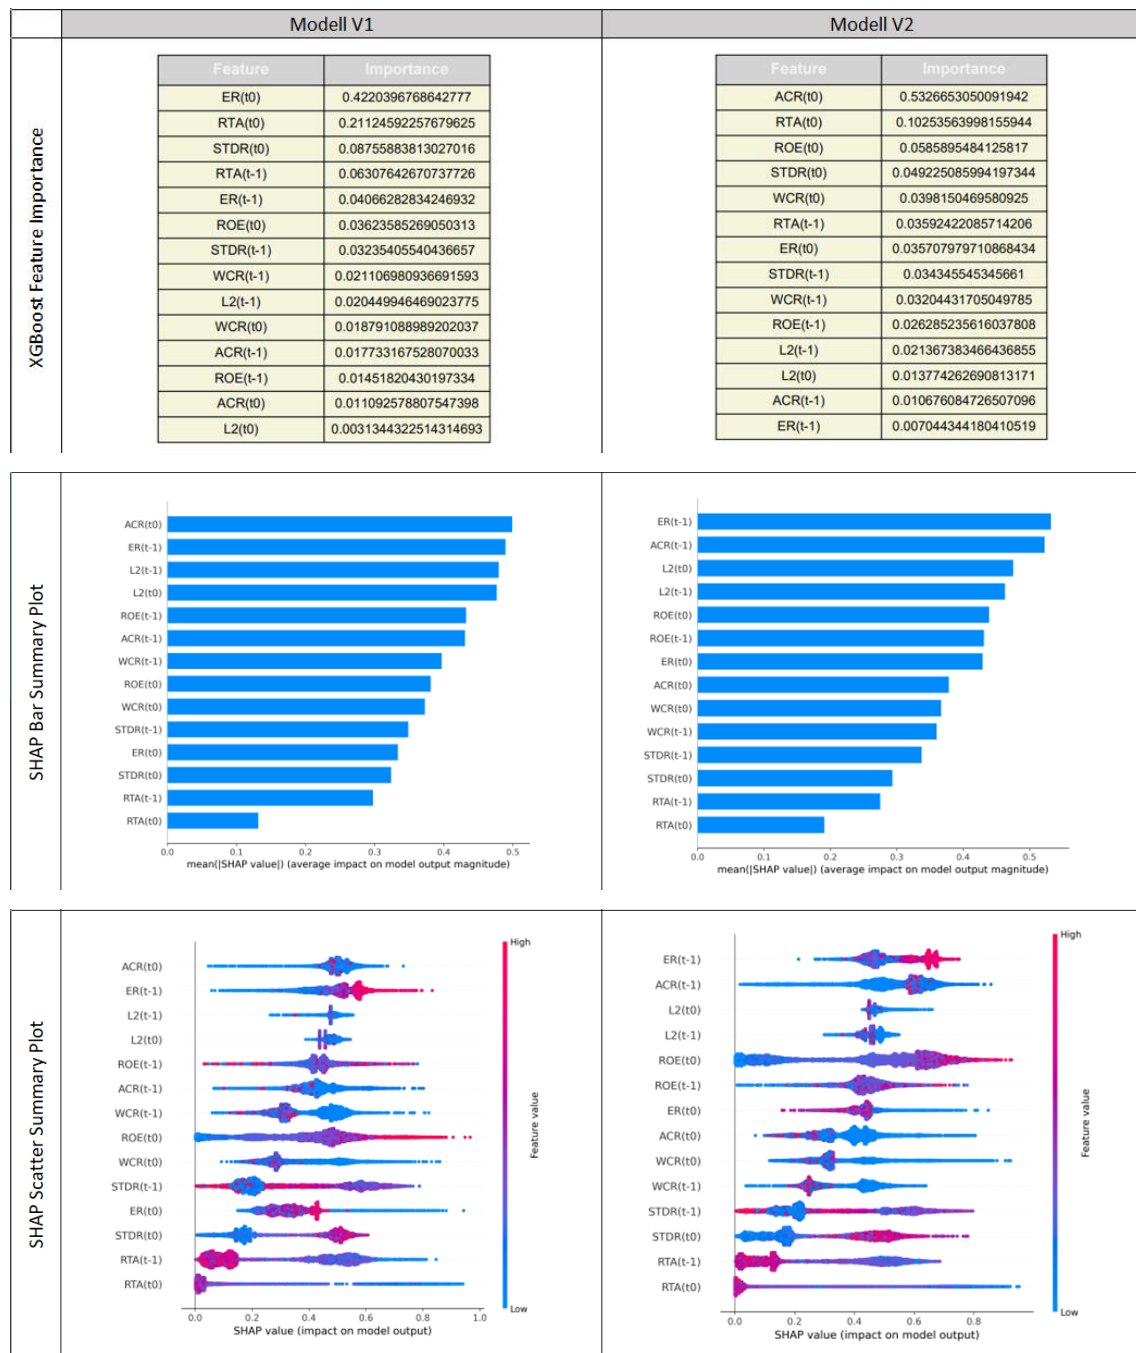 Modell V1
Modell V2
XGBoost Feature Importance
Feature Importance
ER(t0) 0.4220396768642777
RTA(t0) 0.21124592257679625
STDR(t0) 0.08755883813027016
RTA(t-1) 0.06307642670737726
ER(t-1) 0.04066282834246932
ROE(t0) 0.03623585269050313
STDR(t-1) 0.03235405540436657
WCR(t-1) 0.021106980936691593
L2(t-1) 0.020449946469023775
WCR(t0) 0.018791088989202037
ACR(t-1) 0.017733167528070033
ROE(t-1) 0.01451820430197334
ACR(t0) 0.011092578807547398
L2(t0) 0.0031344322514314693
Feature Importance
ACR(t0) 0.5326653050091942
RTA(t0) 0.10253563998155944
ROE(t0) 0.0585895484125817
STDR(t0) 0.049225085994197344
WCR(t0) 0.0398150469580925
RTA(t-1) 0.03592422085714206
ER(t0) 0.035707979710868434
STDR(t-1) 0.034345545345661
WCR(t-1) 0.03204431705049785
ROE(t-1) 0.026285235616037808
L2(t-1) 0.021367383466436855
L2(t0) 0.013774262690813171
ACR(t-1) 0.010676084726507096
ER(t-1) 0.007044344180410519
SHAP Bar Summary Plot
ACR(t0)
ER(t-1)
L2(t-1)
L2(t0)
ROE(t-1)
ACR(t-1)
WCR(t-1)
ROE(t0)
WCR(t0)
STDR(t-1)
ER(t0)
STDR(t0)
RTA(t-1)
RTA(t0)
0.0 0.1 0.2 0.3 0.4 0.5
mean(|SHAP value|) (average impact on model output magnitude)
ER(t-1)
ACR(t-1)
L2(t0)
L2(t-1)
ROE(t0)
ROE(t-1)
ER(t0)
ACR(t0)
WCR(t0)
WCR(t-1)
STDR(t-1)
STDR(t0)
RTA(t-1)
RTA(t0)
0.0 0.1 0.2 0.3 0.4 0.5
mean(|SHAP value|) (average impact on model output magnitude)
SHAP Scatter Summary Plot
ACR(t0)
ER(t-1)
L2(t-1)
L2(t0)
ROE(t-1)
ACR(t-1)
WCR(t-1)
ROE(t0)
WCR(t0)
STDR(t-1)
ER(t0)
STDR(t0)
RTA(t-1)
RTA(t0)
0.0 0.2 0.4 0.6 0.8 1.0
SHAP value (impact on model output)
High
Feature value
Low
ER(t-1)
ACR(t-1)
L2(t0)
L2(t-1)
ROE(t0)
ROE(t-1)
ER(t0)
ACR(t0)
WCR(t0)
WCR(t-1)
STDR(t-1)
STDR(t0)
RTA(t-1)
RTA(t0)
0.0 0.2 0.4 0.6 0.8
SHAP value (impact on model output)
High
Feature value
Low